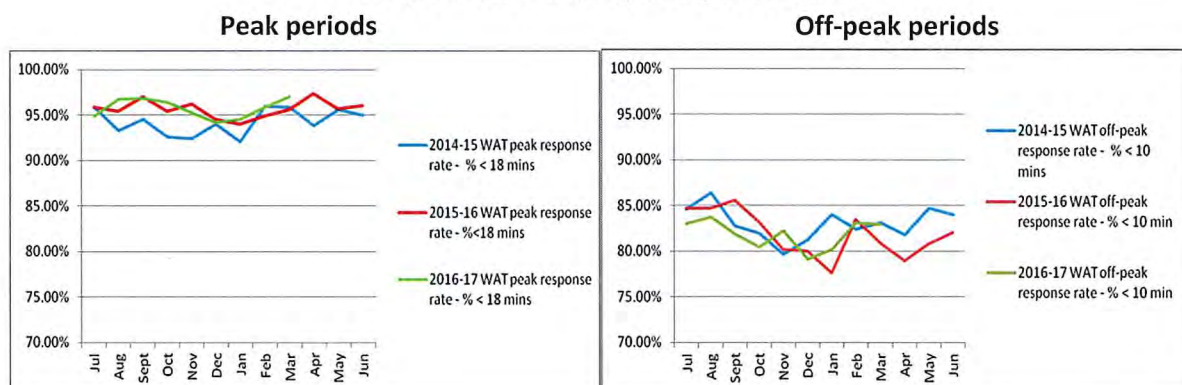 Peak periods
100.00%
95.00%
90.00%
85.00%
80.00%
75.00%
70.00%
Jul
Aug
Sept
Oct
Nov
Dec
Jan
Feb
Mar
Apr
May
Jun
2014-15 WAT peak response
rate - % < 18 mins
2015-16 WAT peak response
rate - %<18 mins
2016-17 WAT peak response
rate - % < 18 mins
Off-peak periods
100.00%
95.00%
90.00%
85.00%
80.00%
75.00%
70.00%
Jul
Aug
Sept
Oct
Nov
Dec
Jan
Feb
Mar
Apr
May
Jun
2014-15 WAT off-peak
response rate - % < 10
mins
2015-16 WAT off-peak
response rate - % < 10 min
2016-17 WAT off-peak
response rate - % < 10 min